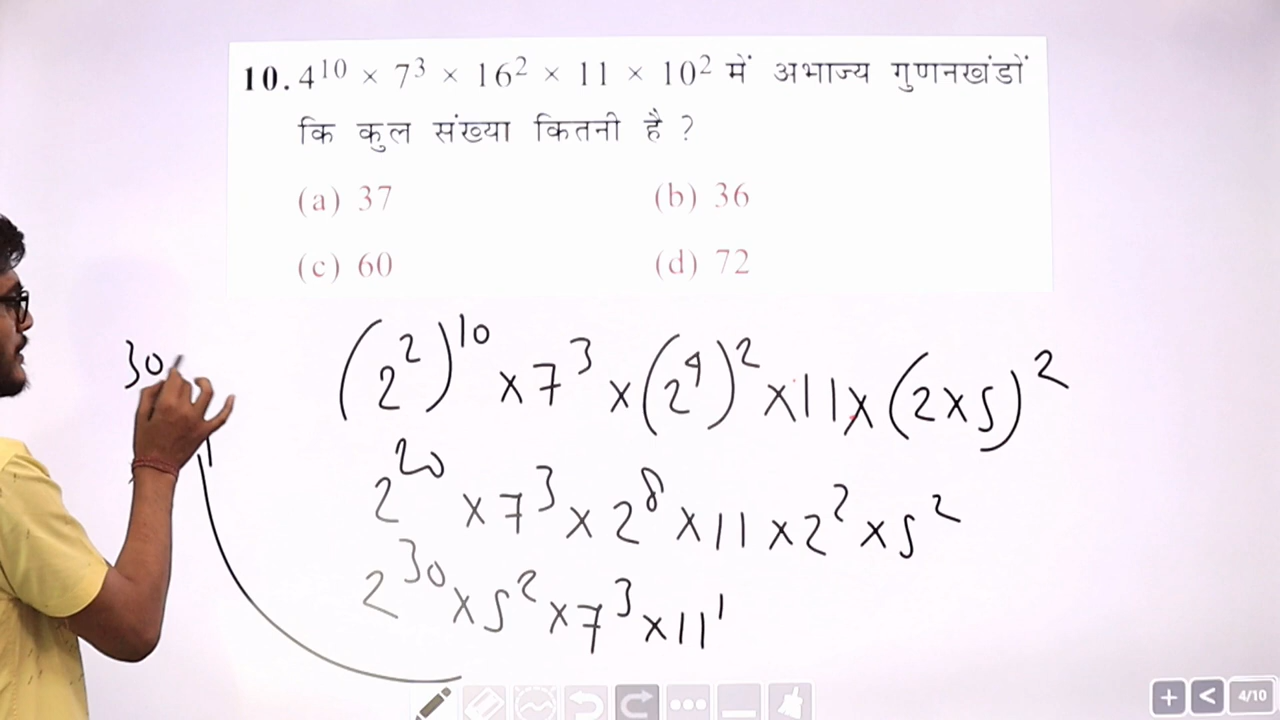 10. 4¹⁰ × 7³ × 16² × 11 × 10² में अभाज्य गुणनखंडों
कि कुल संख्या कितनी है ?
(a) 37 (b) 36
(c) 60 (d) 72
(2²)¹⁰ × 7³ × (2⁴)² × 11 × (2 × 5)²
30
2²⁰ × 7³ × 2⁸ × 11 × 2² × 5²
2³⁰ × 5² × 7³ × 11¹
4/10